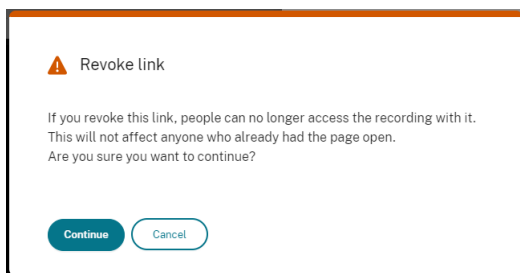 Revoke link
If you revoke this link, people can no longer access the recording with it.
This will not affect anyone who already had the page open.
Are you sure you want to continue?
Continue
Cancel